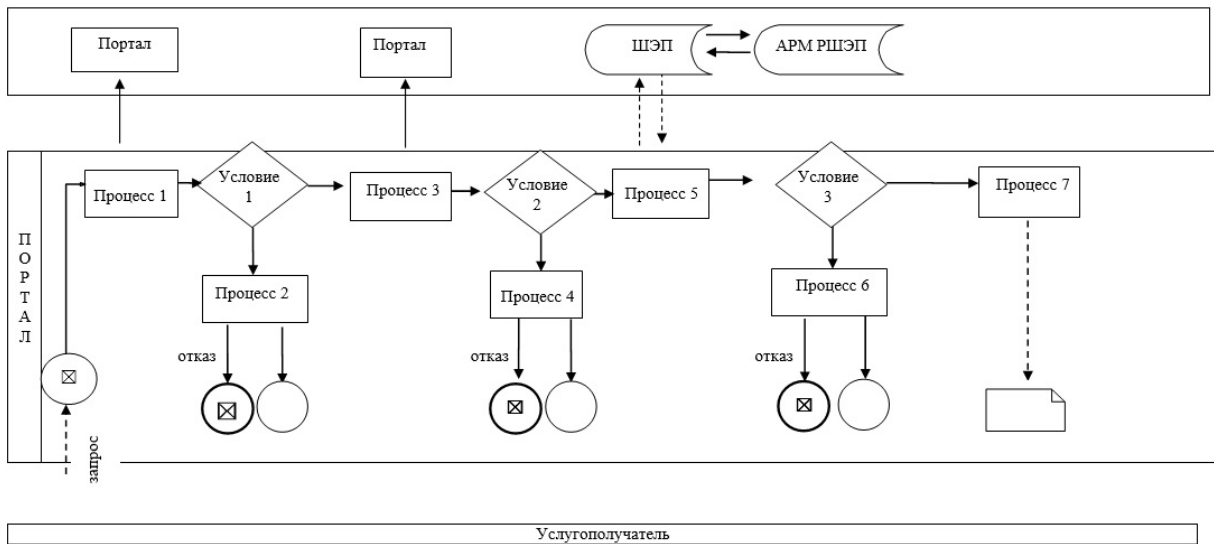 Портал
Портал
ШЭП
АРМ РШЭП
ПОРТАЛ
Процесс 1
Условие
1
Процесс 3
Условие
2
Процесс 5
Условие
3
Процесс 7
Процесс 2
Процесс 4
Процесс 6
отказ
отказ
отказ
запрос
Услугополучатель